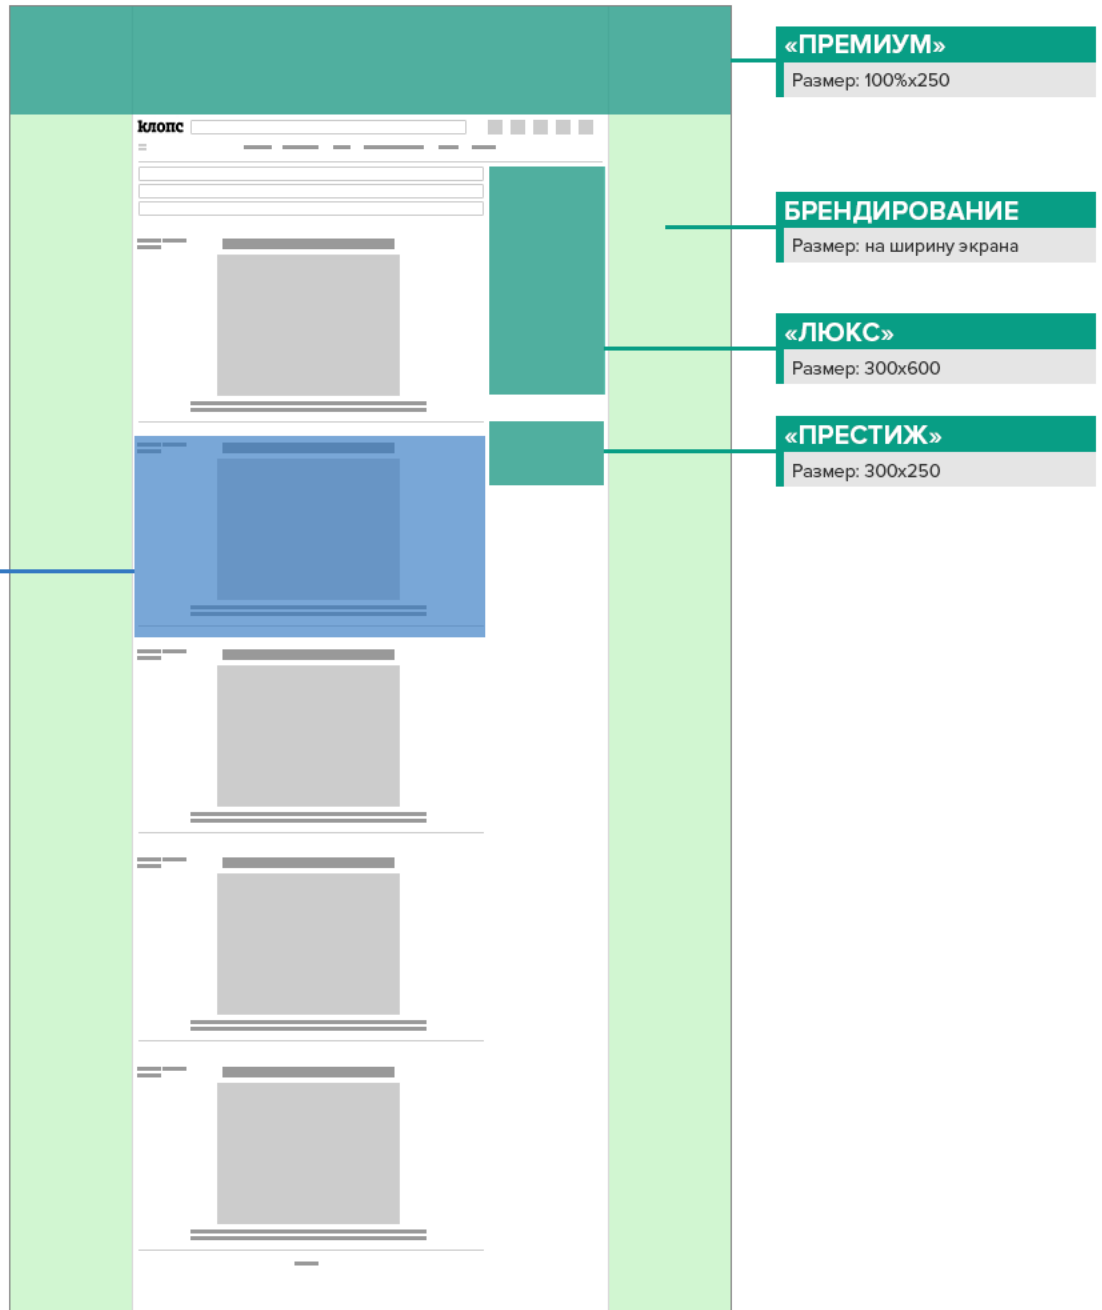 «ПРЕМИУМ»
Размер: 100%x250
клопс
БРЕНДИРОВАНИЕ
Размер: на ширину экрана
«ЛЮКС»
Размер: 300x600
«ПРЕСТИЖ»
Размер: 300x250